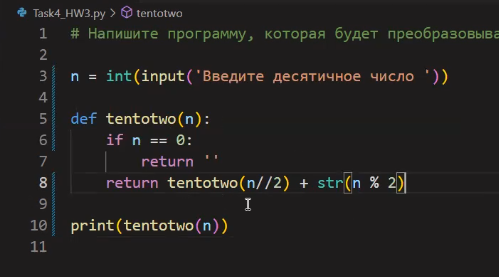 Task4_HW3.py > tentotwo
1 # Напишите программу, которая будет преобразовыва
2
3 n = int(input('Введите десятичное число '))
4
5 def tentotwo(n):
6 if n == 0:
7 return ''
8 return tentotwo(n//2) + str(n % 2)
9
10 print(tentotwo(n))
11